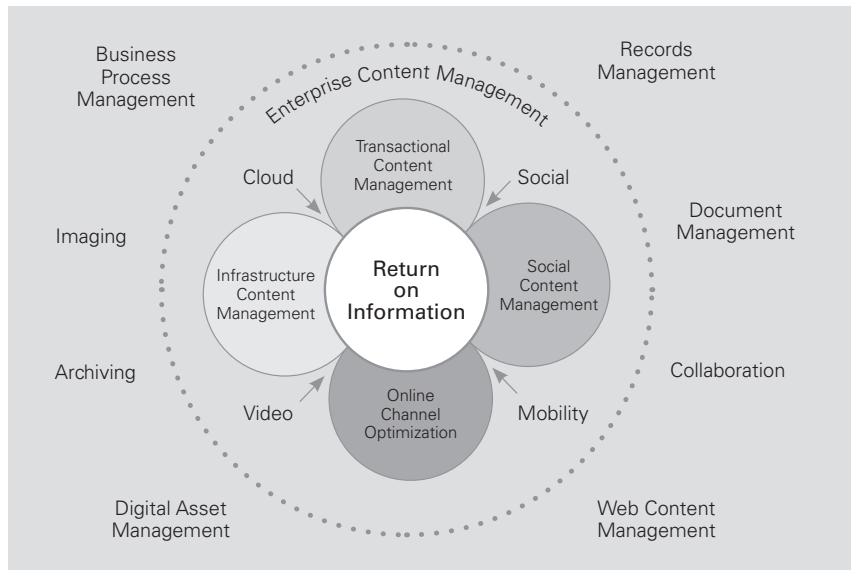 Business
Process
Management
Records
Management
Enterprise Content Management
Transactional
Content
Management
Cloud
Social
Imaging
Document
Management
Infrastructure
Content
Management
Return
on
Information
Social
Content
Management
Archiving
Collaboration
Video
Online
Channel
Optimization
Mobility
Digital Asset
Management
Web Content
Management